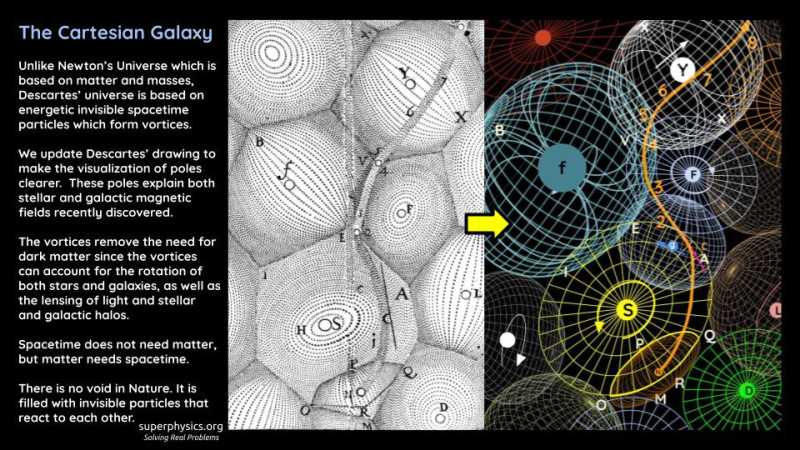 The Cartesian Galaxy
Unlike Newton's Universe which is
based on matter and masses,
Descartes' universe is based on
energetic invisible spacetime
particles which form vortices.
We update Descartes' drawing to
make the visualization of poles
clearer. These poles explain both
stellar and galactic magnetic
fields recently discovered.
The vortices remove the need for
dark matter since the vortices
can account for the rotation of
both stars and galaxies, as well as
the lensing of light and stellar
and galactic halos.
Spacetime does not need matter,
but matter needs spacetime.
There is no void in Nature. It is
filled with invisible particles that
react to each other.
superphysics.org
Solving Real Problems
Y
7
6
X
B
f
V
4
F
E
2
A
L
H
S
C
j
P
Q
O
R
M
D
X
9
8
Y
7
6
5
B
X
V
4
f
F
3
2
E
C
A
I
S
L
P
Q
R
O
M
D